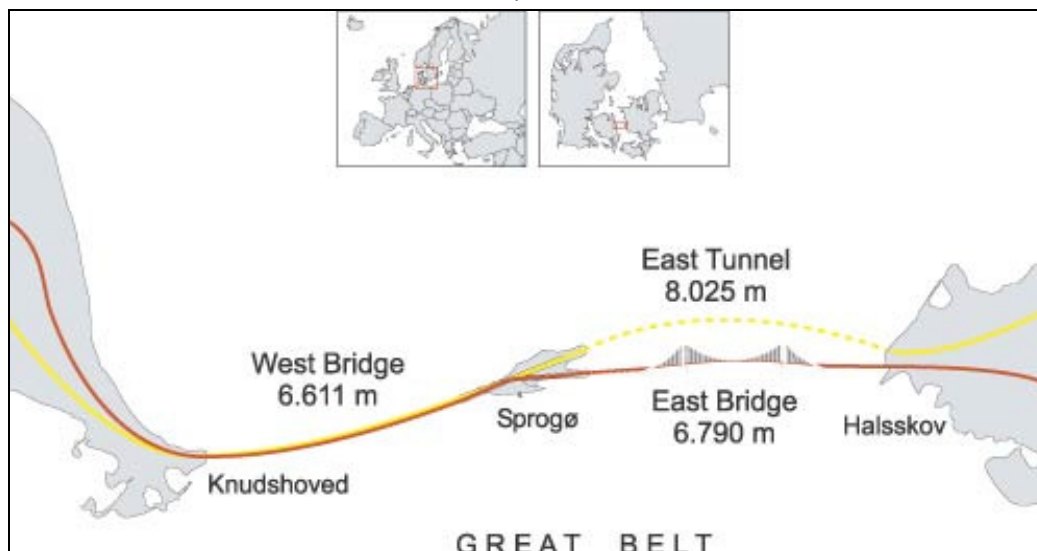 East Tunnel
8.025 m
West Bridge
6.611 m
Sprogø
East Bridge
6.790 m
Halsskov
Knudshoved
GREAT BELT